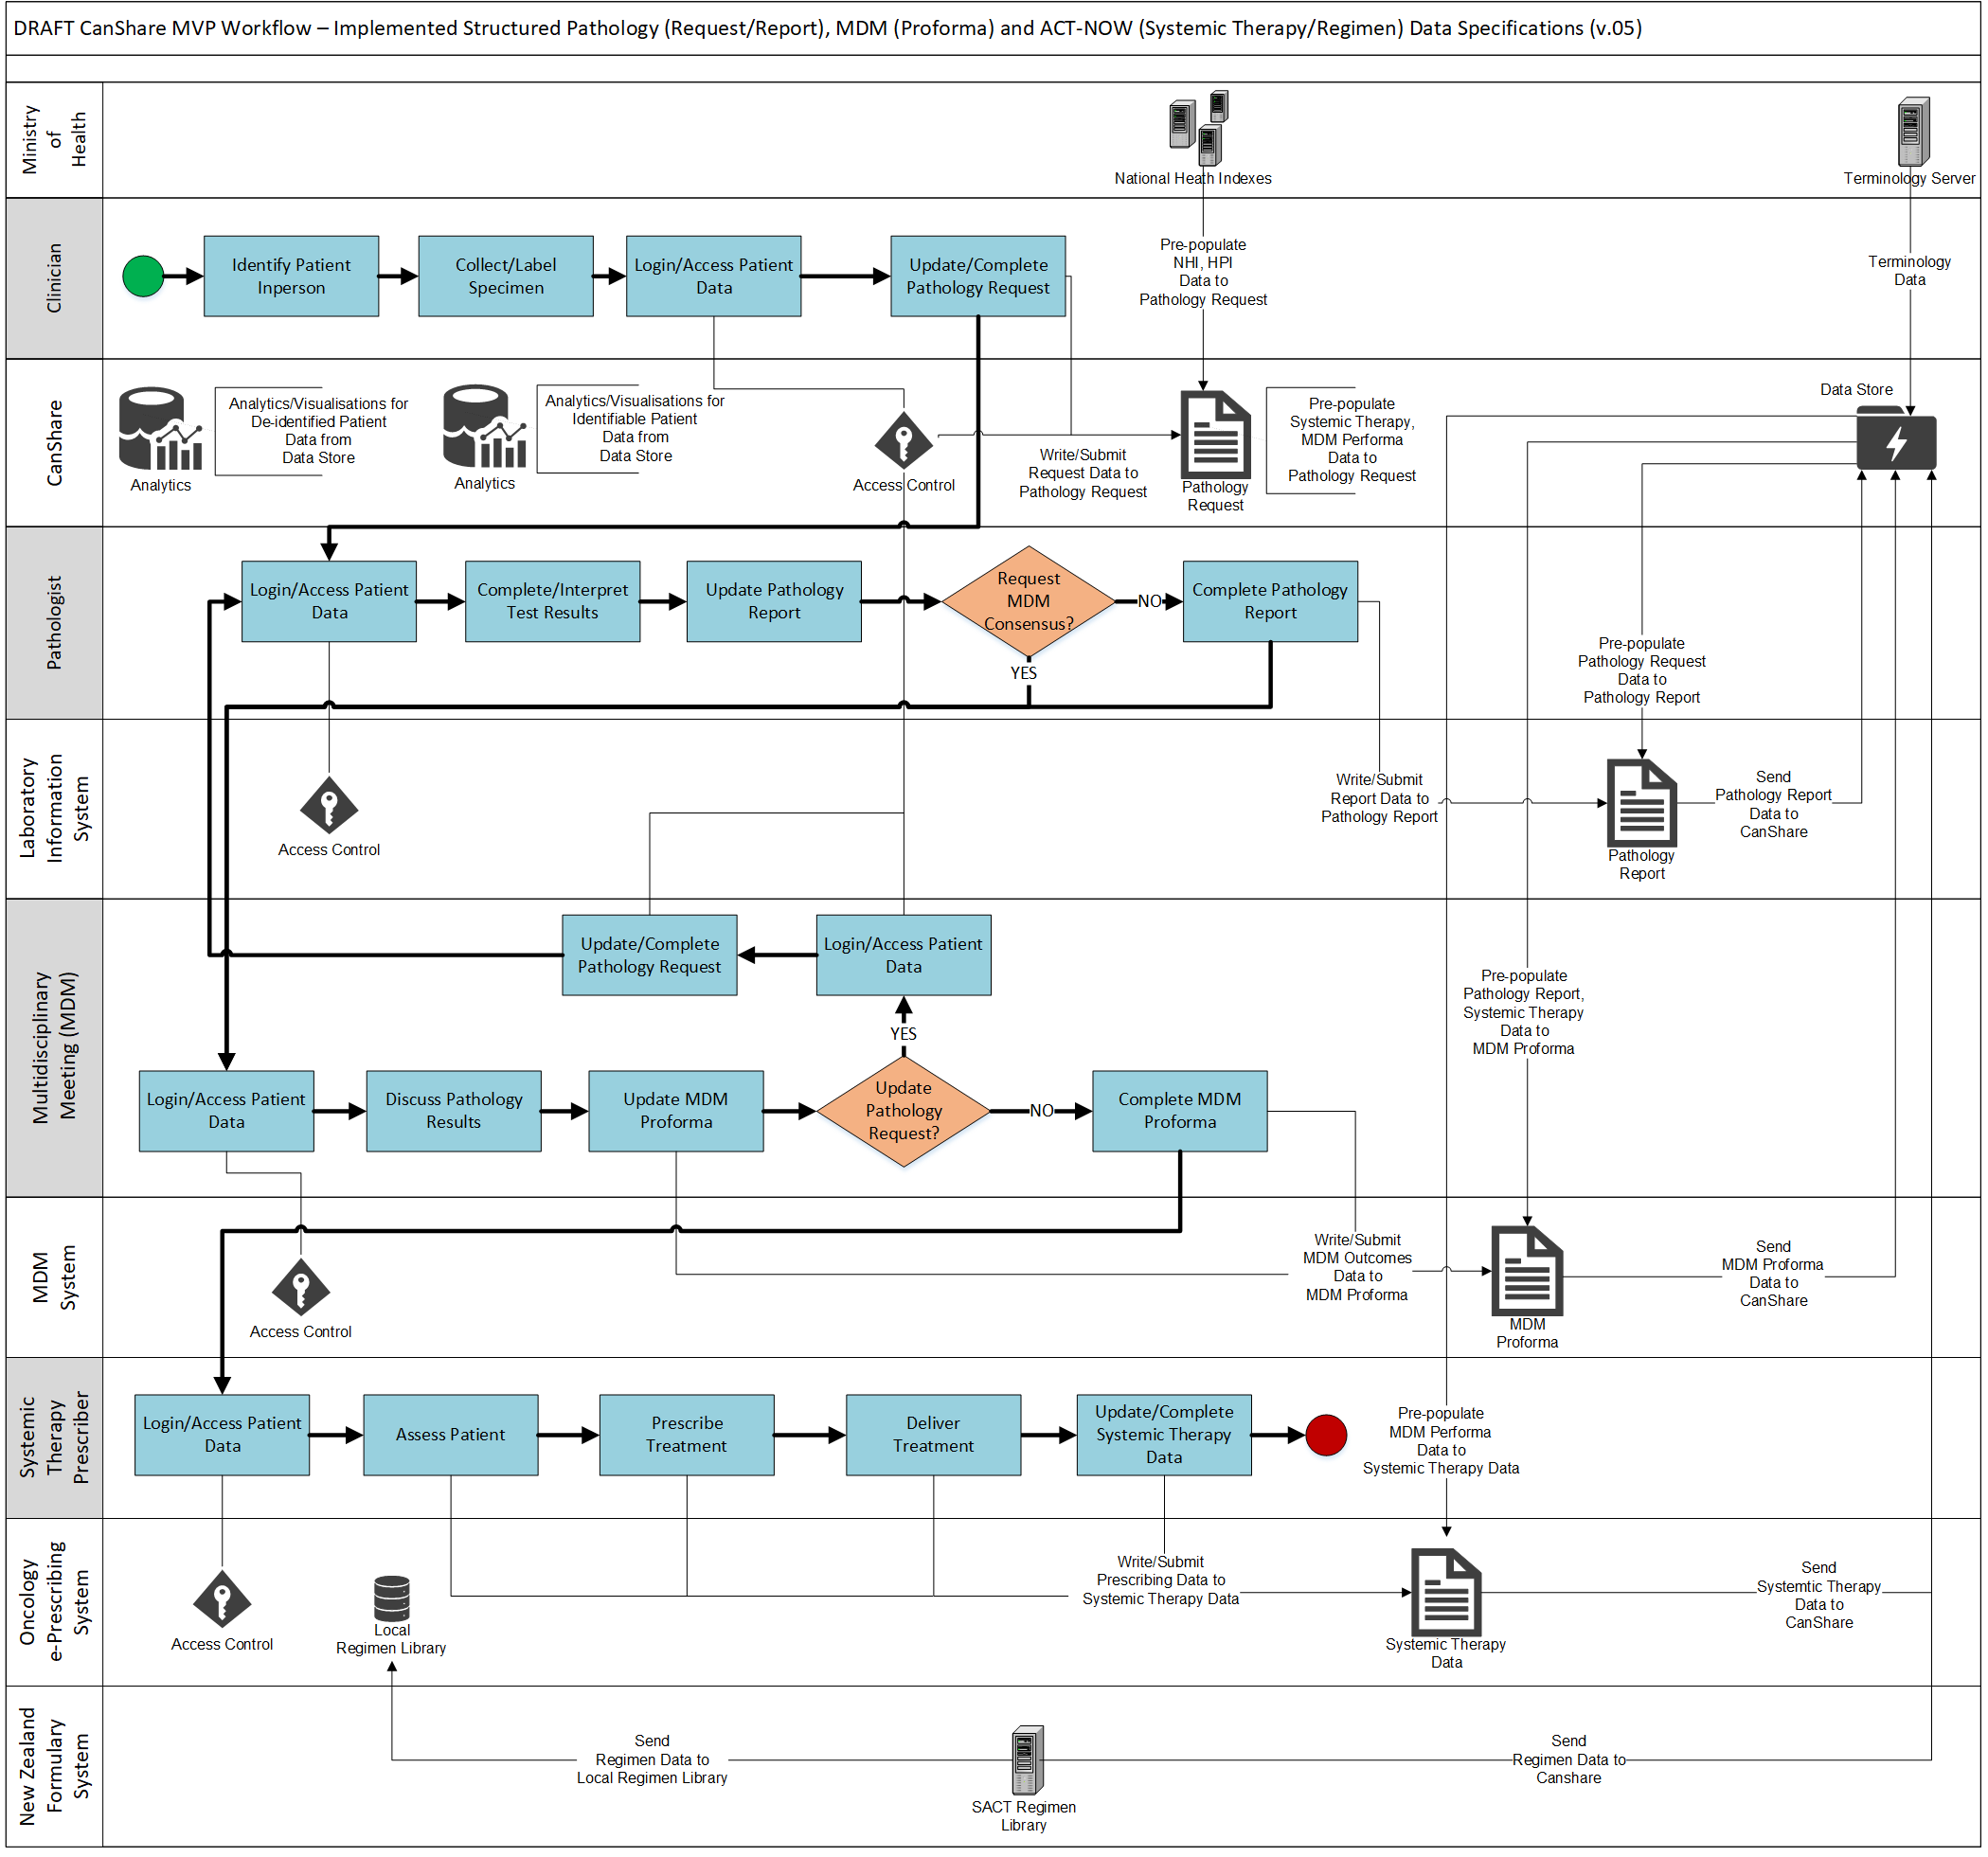 DRAFT CanShare MVP Workflow – Implemented Structured Pathology (Request/Report), MDM (Proforma) and ACT-NOW (Systemic Therapy/Regimen) Data Specifications (v.05)
Ministry
of
Health
National Heath Indexes
Terminology Server
Clinician
Identify Patient
Inperson
Collect/Label
Specimen
Login/Access Patient
Data
Update/Complete
Pathology Request
Pre-populate
NHI, HPI
Data to
Pathology Request
Terminology
Data
CanShare
Analytics/Visualisations for
De-identified Patient
Data from
Data Store
Analytics
Analytics/Visualisations for
Identifiable Patient
Data from
Data Store
Analytics
Access Control
Write/Submit
Request Data to
Pathology Request
Pathology
Request
Pre-populate
Systemic Therapy,
MDM Performa
Data to
Pathology Request
Data Store
Pathologist
Login/Access Patient
Data
Complete/Interpret
Test Results
Update Pathology
Report
Request
MDM
Consensus?
NO
YES
Complete Pathology
Report
Pre-populate
Pathology Request
Data to
Pathology Report
Laboratory
Information
System
Access Control
Write/Submit
Report Data to
Pathology Report
Pathology
Report
Send
Pathology Report
Data to
CanShare
Multidisciplinary
Meeting (MDM)
Update/Complete
Pathology Request
Login/Access Patient
Data
YES
Login/Access Patient
Data
Discuss Pathology
Results
Update MDM
Proforma
Update
Pathology
Request?
NO
Complete MDM
Proforma
Pre-populate
Pathology Report,
Systemic Therapy
Data to
MDM Proforma
MDM
System
Access Control
Write/Submit
MDM Outcomes
Data to
MDM Proforma
MDM
Proforma
Send
MDM Proforma
Data to
CanShare
Systemic
Therapy
Prescriber
Login/Access Patient
Data
Assess Patient
Prescribe
Treatment
Deliver
Treatment
Update/Complete
Systemic Therapy
Data
Pre-populate
MDM Performa
Data to
Systemic Therapy Data
Oncology
e-Prescribing
System
Access Control
Local
Regimen Library
Write/Submit
Prescribing Data to
Systemic Therapy Data
Systemic Therapy
Data
Send
Systemtic Therapy
Data to
CanShare
New Zealand
Formulary
System
Send
Regimen Data to
Local Regimen Library
SACT Regimen
Library
Send
Regimen Data to
Canshare